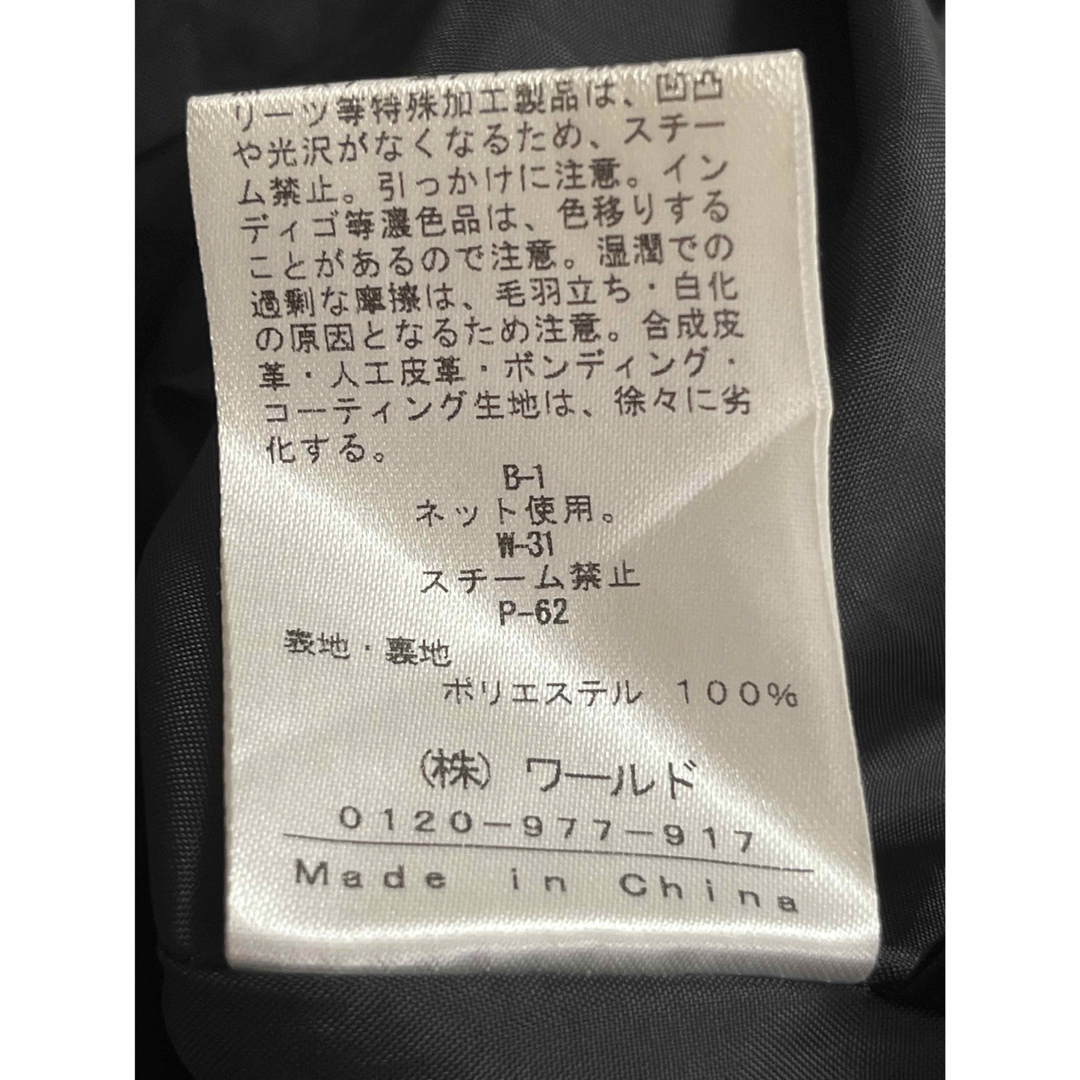 リーツ等特殊加工製品は、凹凸
や光沢がなくなるため、スチー
ム禁止。引っかけに注意。イン
ディゴ等濃色品は、色移りする
ことがあるので注意。湿潤での
過剰な摩擦は、毛羽立ち・白化
の原因となるため注意。合成皮
革・人工皮革・ボンディング・
コーティング生地は、徐々に劣
化する。
B-1
ネット使用。
W-31
スチーム禁止
P-62
表地・裏地
ポリエステル 100%
(株) ワールド
0120-977-917
Made in China